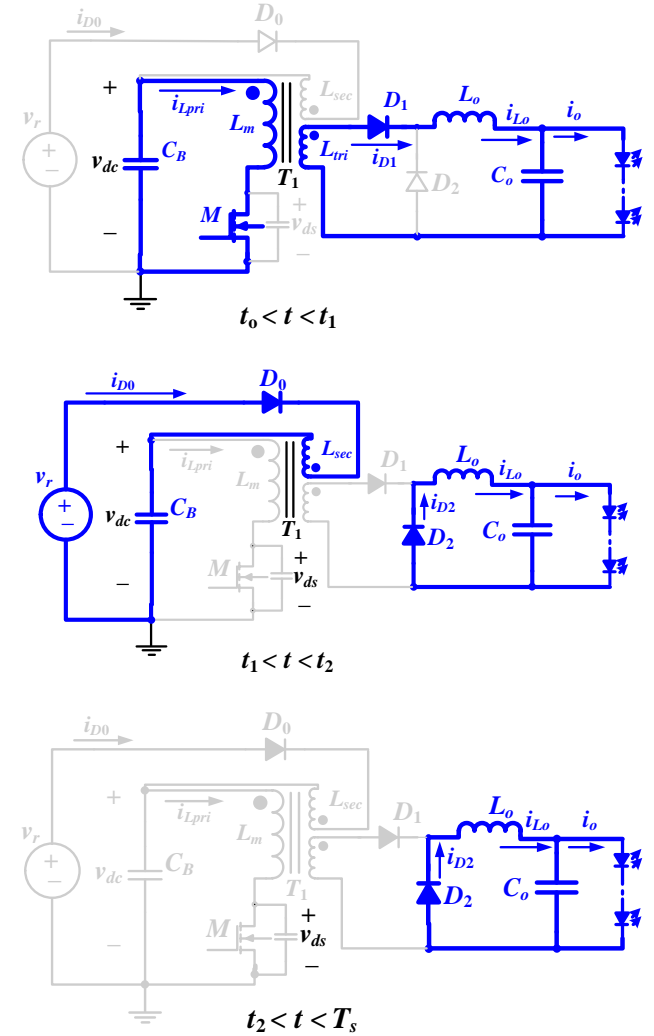 i_D0 D_0
+ i_Lpri L_sec D_1 L_o i_Lo i_o
v_r L_m L_tri i_D1
+ − v_dc C_B T_1 D_2 C_o
M + v_ds −
−
t_o < t < t_1
i_D0 D_0
+ i_Lpri L_sec D_1 L_o i_Lo i_o
v_r L_m
+ − v_dc C_B T_1 i_D2 D_2 C_o
M + v_ds −
−
t_1 < t < t_2
i_D0 D_0
+ i_Lpri L_sec D_1 L_o i_Lo i_o
v_r L_m
+ − v_dc C_B T_1 i_D2 D_2 C_o
M + v_ds −
−
t_2 < t < T_s